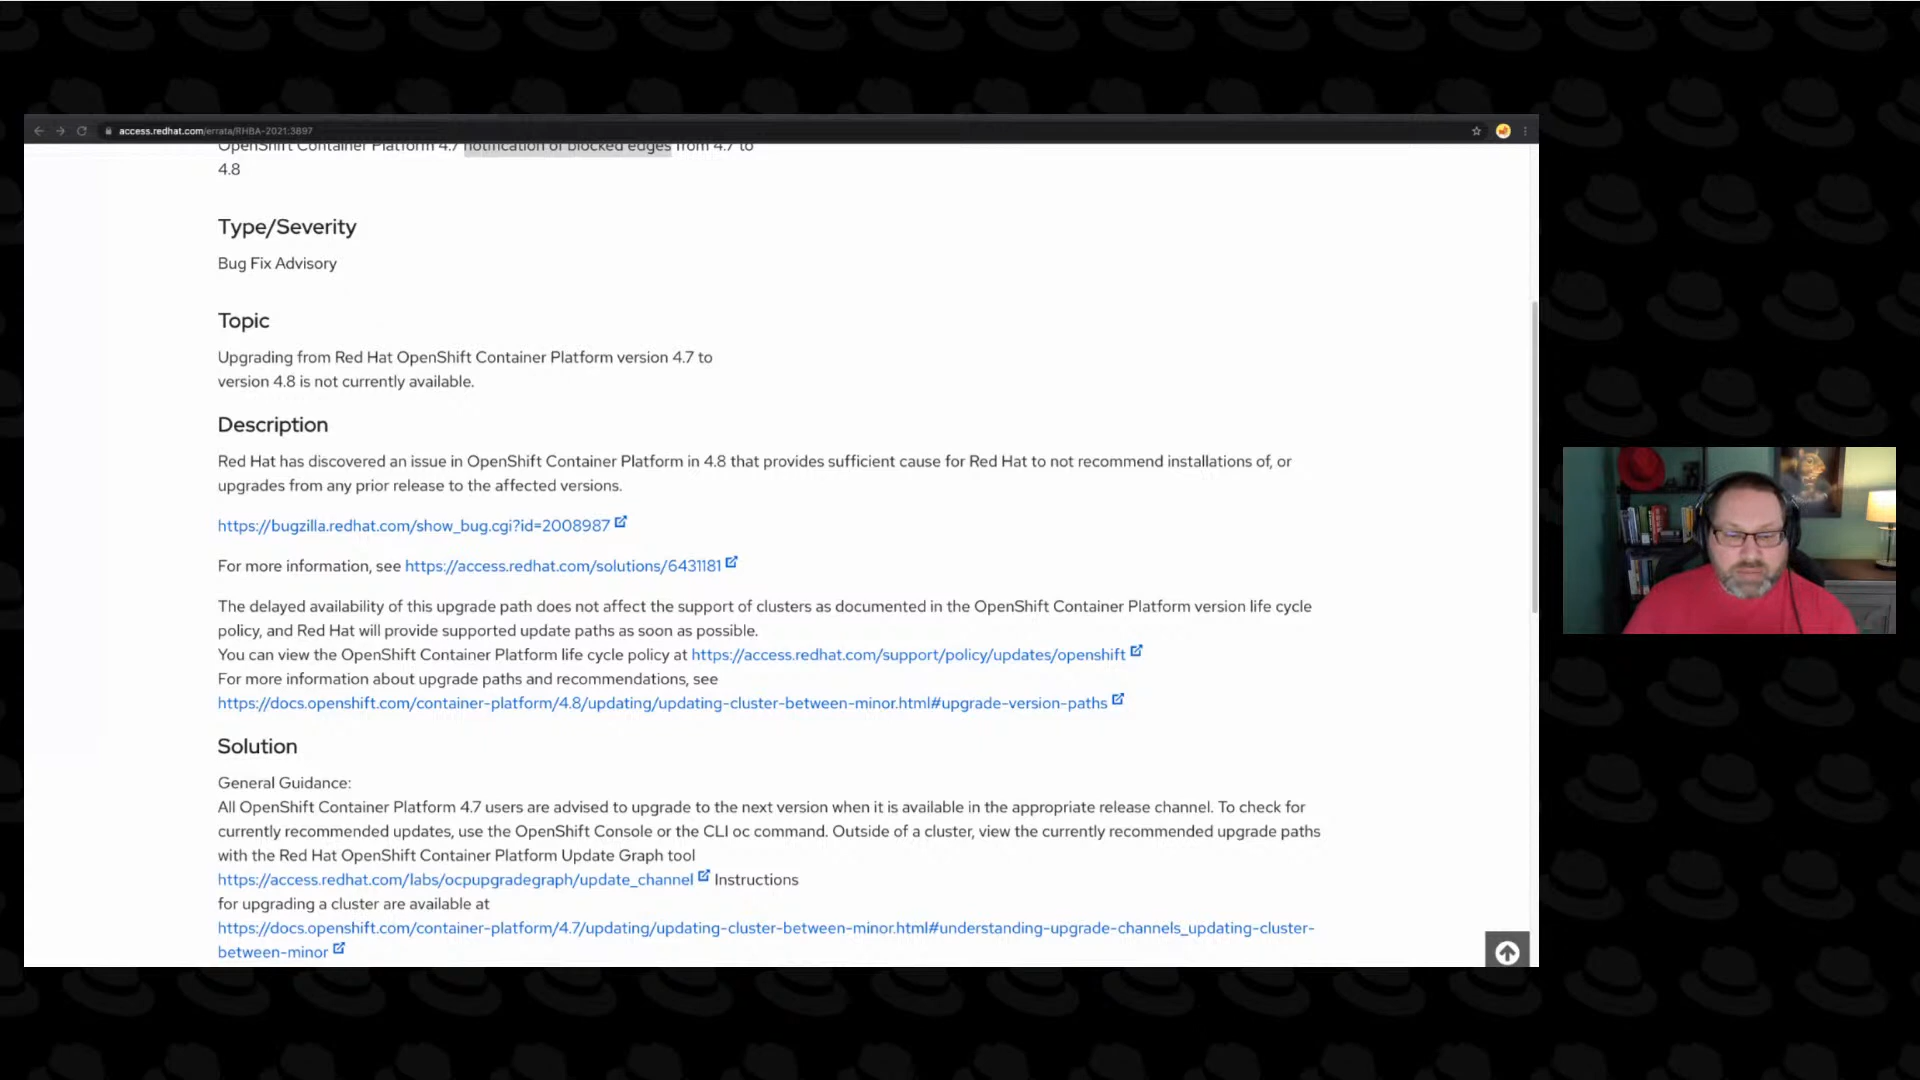 access.redhat.com/errata/RHBA-2021:3897
OpenShift Container Platform 4.7 notification of blocked edges from 4.7 to
4.8
Type/Severity
Bug Fix Advisory
Topic
Upgrading from Red Hat OpenShift Container Platform version 4.7 to
version 4.8 is not currently available.
Description
Red Hat has discovered an issue in OpenShift Container Platform in 4.8 that provides sufficient cause for Red Hat to not recommend installations of, or
upgrades from any prior release to the affected versions.
https://bugzilla.redhat.com/show_bug.cgi?id=2008987
For more information, see https://access.redhat.com/solutions/6431181
The delayed availability of this upgrade path does not affect the support of clusters as documented in the OpenShift Container Platform version life cycle
policy, and Red Hat will provide supported update paths as soon as possible.
You can view the OpenShift Container Platform life cycle policy at https://access.redhat.com/support/policy/updates/openshift
For more information about upgrade paths and recommendations, see
https://docs.openshift.com/container-platform/4.8/updating/updating-cluster-between-minor.html#upgrade-version-paths
Solution
General Guidance:
All OpenShift Container Platform 4.7 users are advised to upgrade to the next version when it is available in the appropriate release channel. To check for
currently recommended updates, use the OpenShift Console or the CLI oc command. Outside of a cluster, view the currently recommended upgrade paths
with the Red Hat OpenShift Container Platform Update Graph tool
https://access.redhat.com/labs/ocpupgradegraph/update_channel Instructions
for upgrading a cluster are available at
https://docs.openshift.com/container-platform/4.7/updating/updating-cluster-between-minor.html#understanding-upgrade-channels_updating-cluster-
between-minor